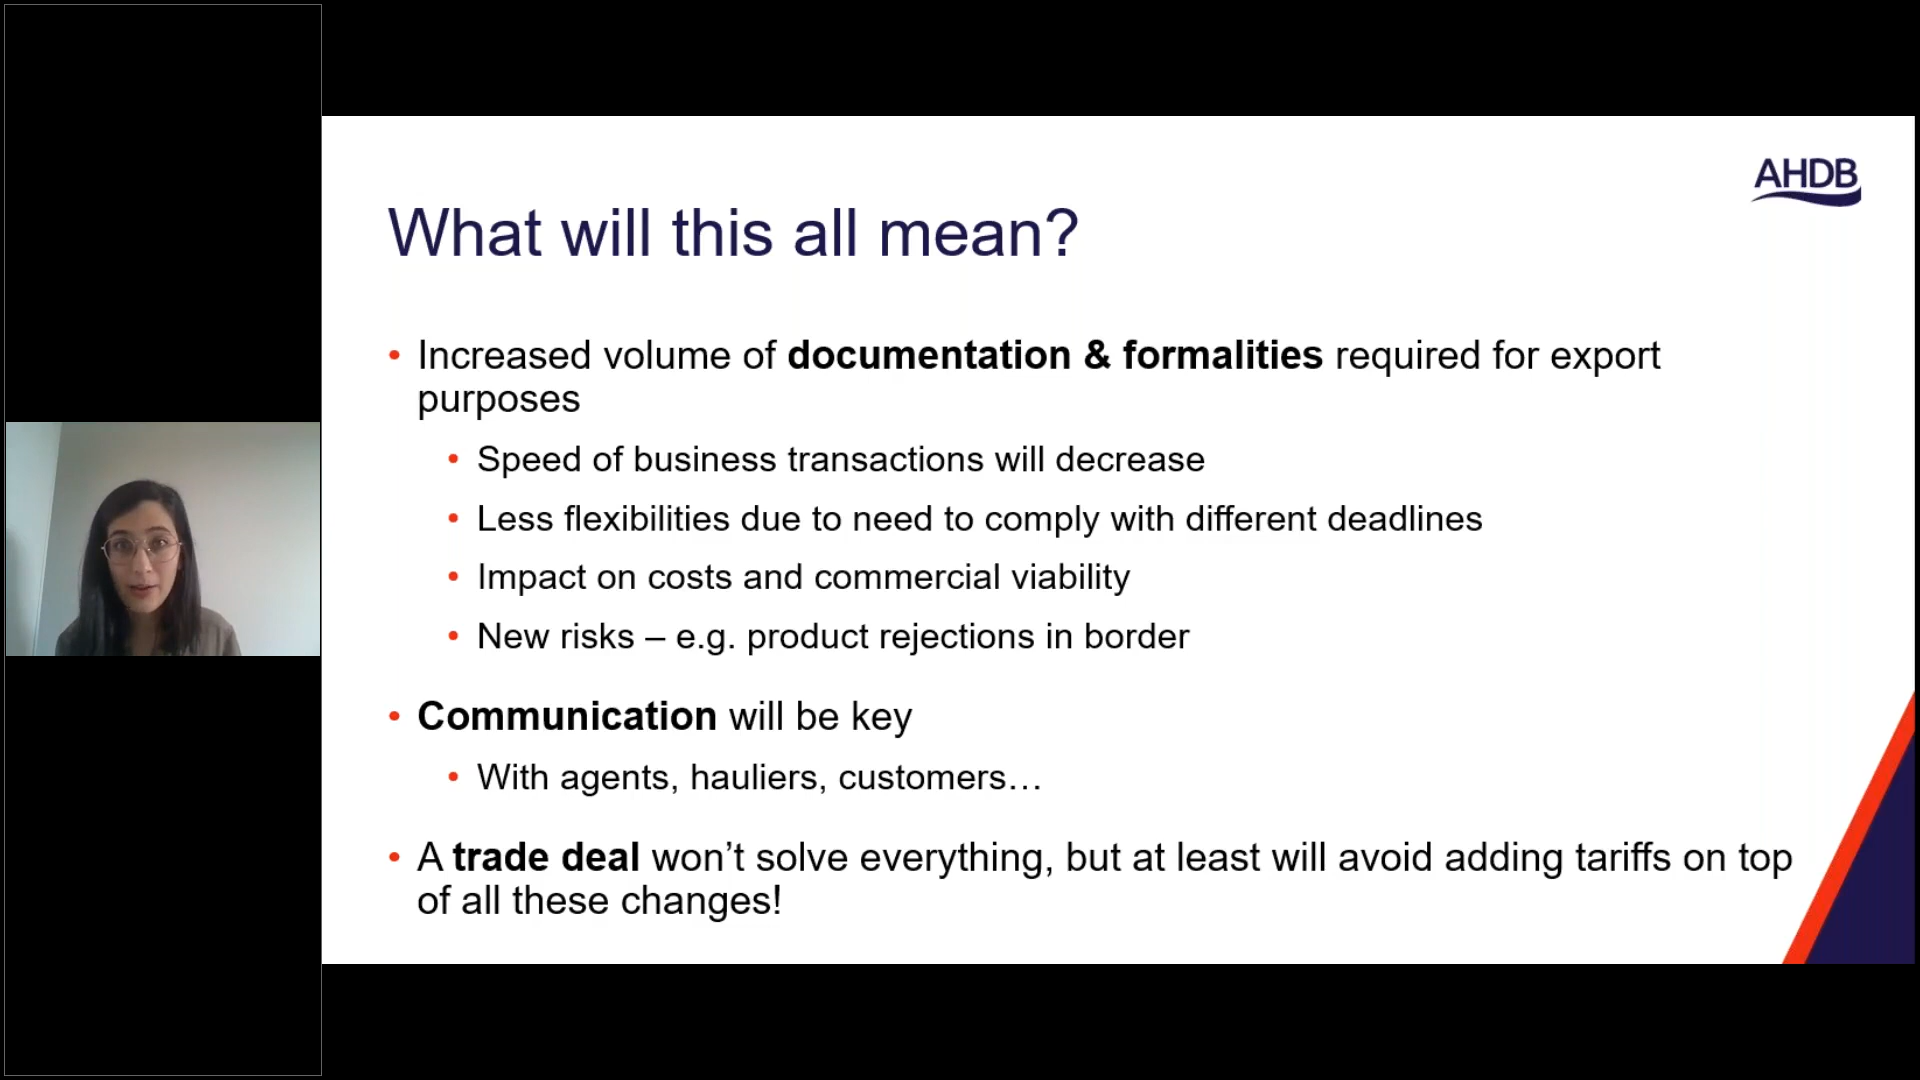 AHDB
What will this all mean?
• Increased volume of documentation & formalities required for export
purposes
• Speed of business transactions will decrease
• Less flexibilities due to need to comply with different deadlines
• Impact on costs and commercial viability
• New risks – e.g. product rejections in border
• Communication will be key
• With agents, hauliers, customers…
• A trade deal won’t solve everything, but at least will avoid adding tariffs on top
of all these changes!